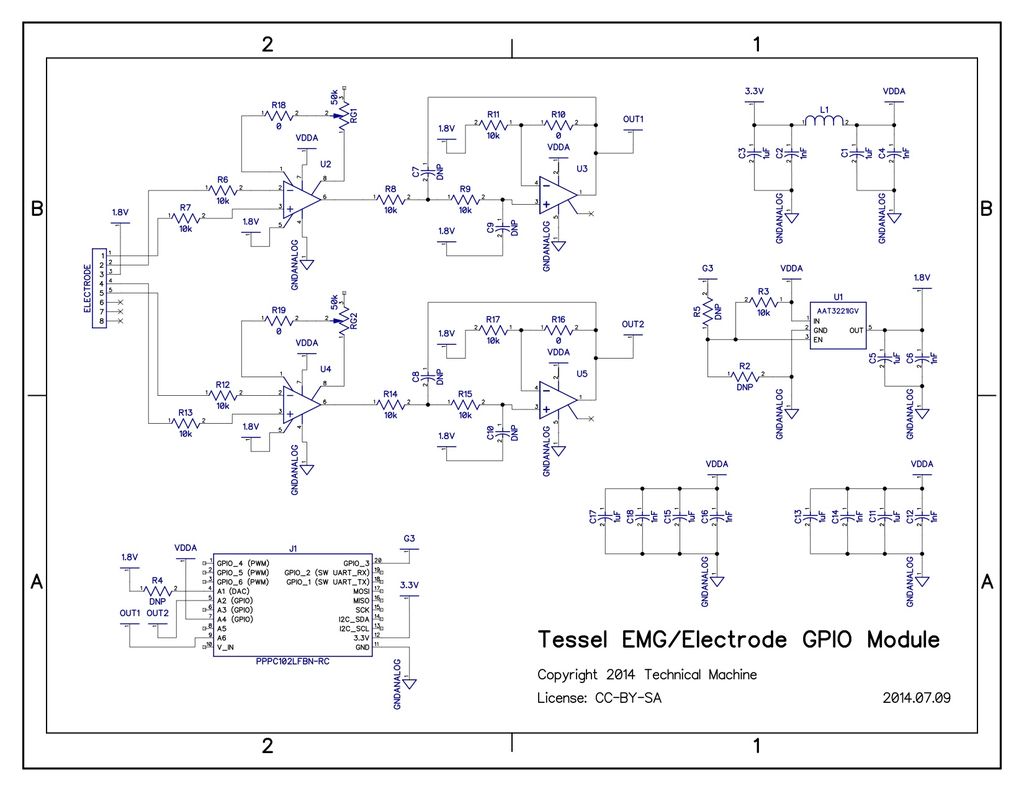 2
1
B
B
A
A
2
1
R18
0
50k
RG1
VDDA
U2
R6
10k
R7
10k
1.8V
1.8V
GNDANALOG
ELECTRODE
1
2
3
4
5
6
7
8
R8
10k
R9
10k
C7
DNP
C9
DNP
1.8V
1.8V
R11
10k
R10
0
VDDA
U3
OUT1
GNDANALOG
3.3V
L1
VDDA
C3
1uF
C2
1nF
C1
1uF
C4
1nF
GNDANALOG
GNDANALOG
R19
0
50k
RG2
VDDA
U4
R12
10k
R13
10k
1.8V
GNDANALOG
R14
10k
R15
10k
C8
DNP
C10
DNP
1.8V
1.8V
R17
10k
R16
0
VDDA
U5
OUT2
GNDANALOG
G3
R5
DNP
R3
10k
R2
DNP
VDDA
U1
AAT3221GV
IN
GND
EN
OUT
1.8V
C5
1uF
C6
1nF
GNDANALOG
GNDANALOG
VDDA
C17
1uF
C18
1nF
C15
1uF
C16
1nF
GNDANALOG
VDDA
C13
1uF
C14
1nF
C11
1uF
C12
1nF
GNDANALOG
1.8V
VDDA
R4
DNP
OUT1
OUT2
J1
GPIO_4 (PWM)
GPIO_5 (PWM)
GPIO_6 (PWM)
A1 (DAC)
A2 (GPIO)
A3 (GPIO)
A4 (GPIO)
A5
A6
V_IN
GPIO_3
GPIO_2 (SW UART_RX)
GPIO_1 (SW UART_TX)
MOSI
MISO
SCK
I2C_SDA
I2C_SCL
3.3V
GND
PPPC102LFBN-RC
G3
3.3V
GNDANALOG
Tessel EMG/Electrode GPIO Module
Copyright 2014 Technical Machine
License: CC-BY-SA 2014.07.09